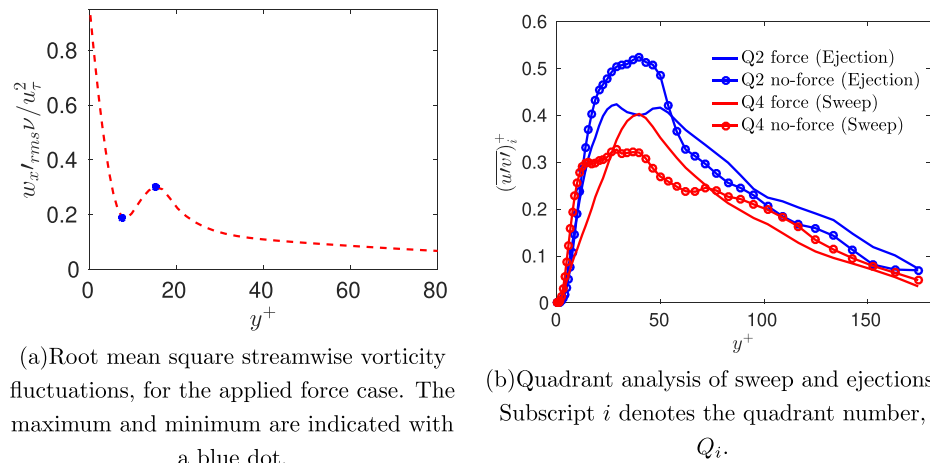 0.8
0.6
0.4
0.2
0
0 20 40 60 80
w_x′_rms ν/u_τ^2
y^+
(a)Root mean square streamwise vorticity
fluctuations, for the applied force case. The
maximum and minimum are indicated with
a blue dot.
0.6
0.5
0.4
0.3
0.2
0.1
0
0 50 100 150
(u′v′)_i^+
y^+
Q2 force (Ejection)
Q2 no-force (Ejection)
Q4 force (Sweep)
Q4 no-force (Sweep)
(b)Quadrant analysis of sweep and ejections
Subscript i denotes the quadrant number,
Q_i.